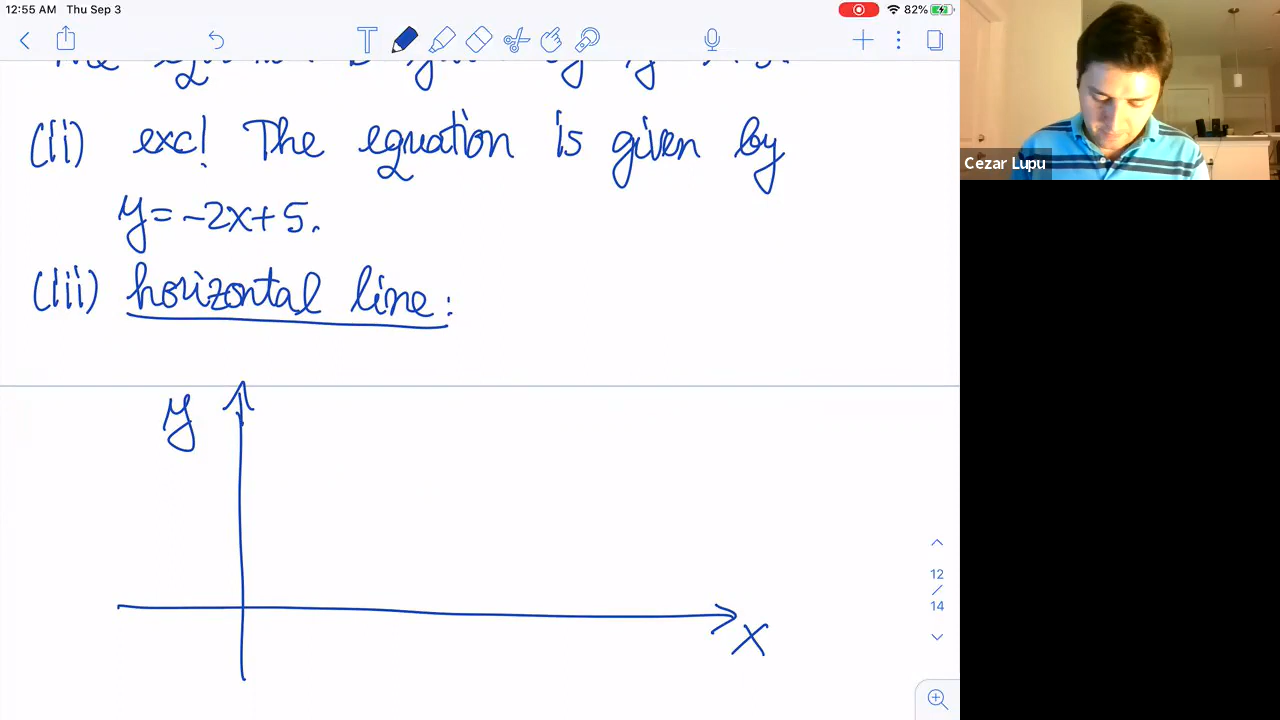 12:55 AM Thu Sep 3
82%
(ii) exc! The equation is given by
y = -2x + 5.
(iii) horizontal line:
y
x
12
/
14
Cezar Lupu